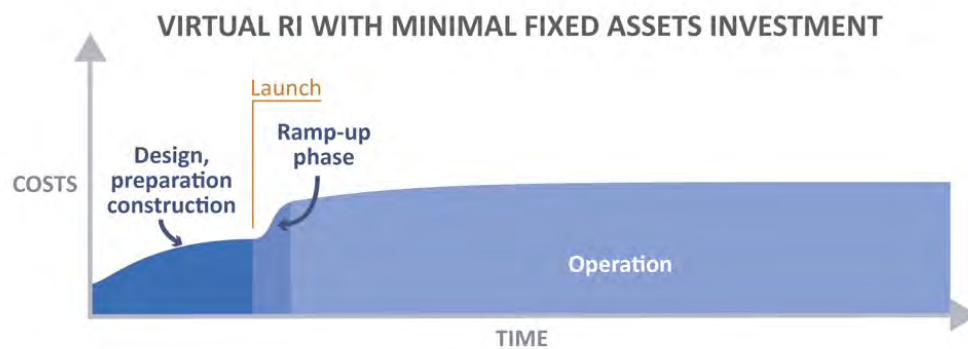 VIRTUAL RI WITH MINIMAL FIXED ASSETS INVESTMENT
Launch
Ramp-up
phase
Design,
preparation
construction
COSTS
Operation
TIME